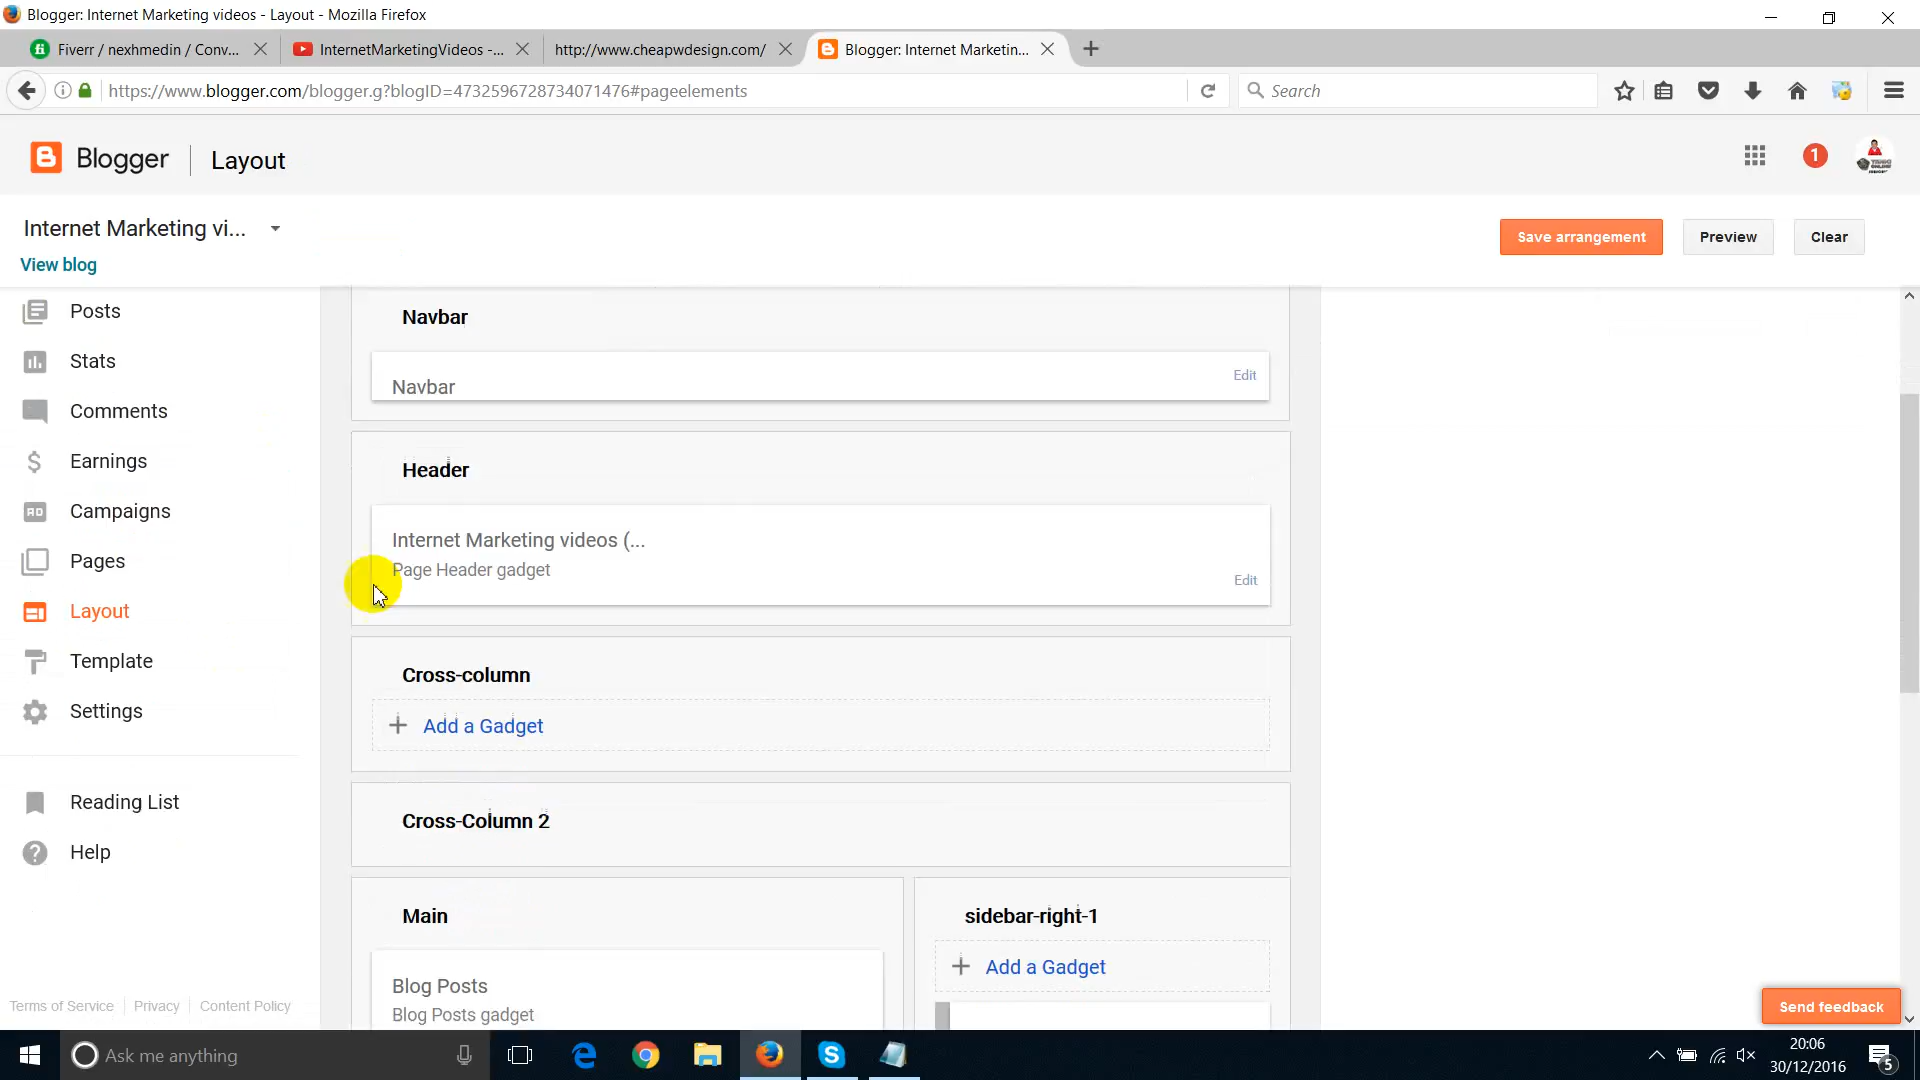 Blogger: Internet Marketing videos - Layout - Mozilla Firefox
Fiverr / nexhmedin / Conv...
InternetMarketingVideos -...
http://www.cheapwdesign.com/
Blogger: Internet Marketin...
https://www.blogger.com/blogger.g?blogID=4732596728734071476#pageelements
Search
Blogger
Layout
1
Internet Marketing vi...
View blog
Save arrangement
Preview
Clear
Posts
Stats
Comments
Earnings
Campaigns
Pages
Layout
Template
Settings
Reading List
Help
Terms of Service
Privacy
Content Policy
Navbar
Navbar
Edit
Header
Internet Marketing videos (...
Page Header gadget
Edit
Cross-column
Add a Gadget
Cross-Column 2
Main
Blog Posts
Blog Posts gadget
sidebar-right-1
Add a Gadget
Send feedback
Ask me anything
20:06
30/12/2016
5